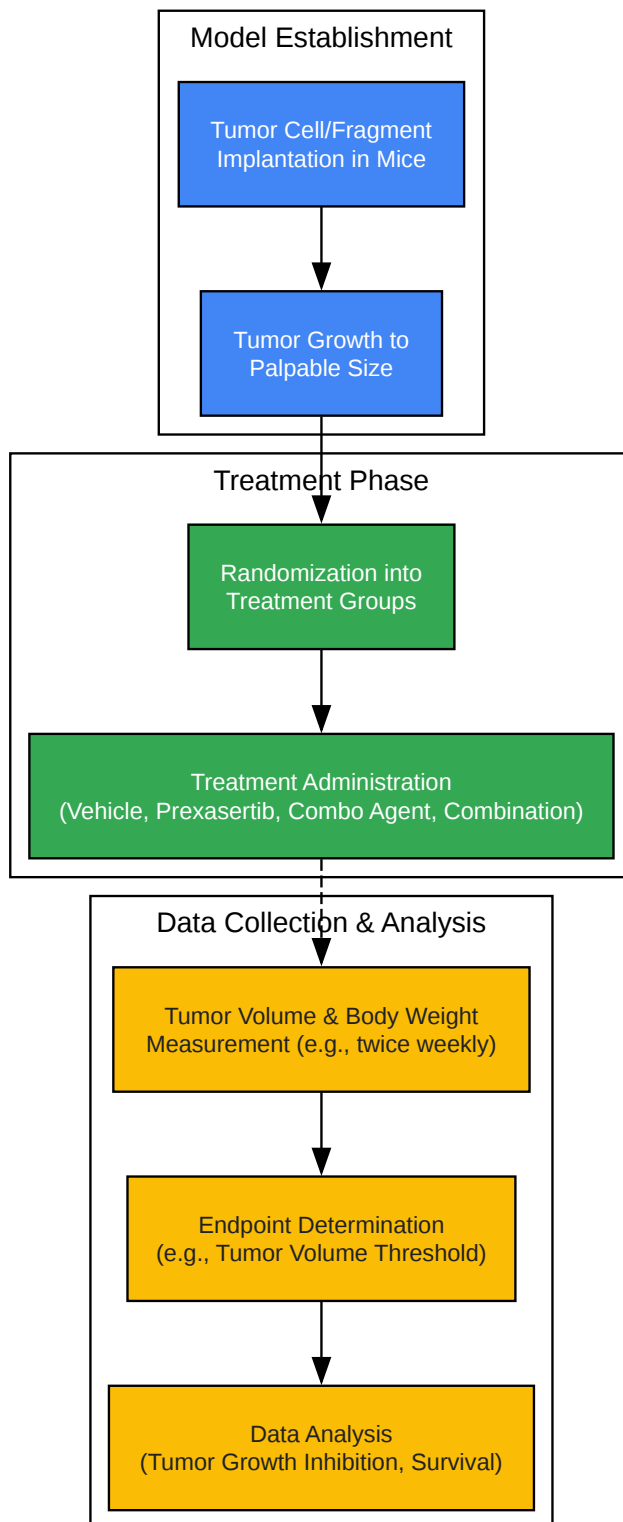 Model Establishment
Tumor Cell/Fragment
Implantation in Mice
Tumor Growth to
Palpable Size
Treatment Phase
Randomization into
Treatment Groups
Treatment Administration
(Vehicle, Prexasertib, Combo Agent, Combination)
Data Collection & Analysis
Tumor Volume & Body Weight
Measurement (e.g., twice weekly)
Endpoint Determination
(e.g., Tumor Volume Threshold)
Data Analysis
(Tumor Growth Inhibition, Survival)